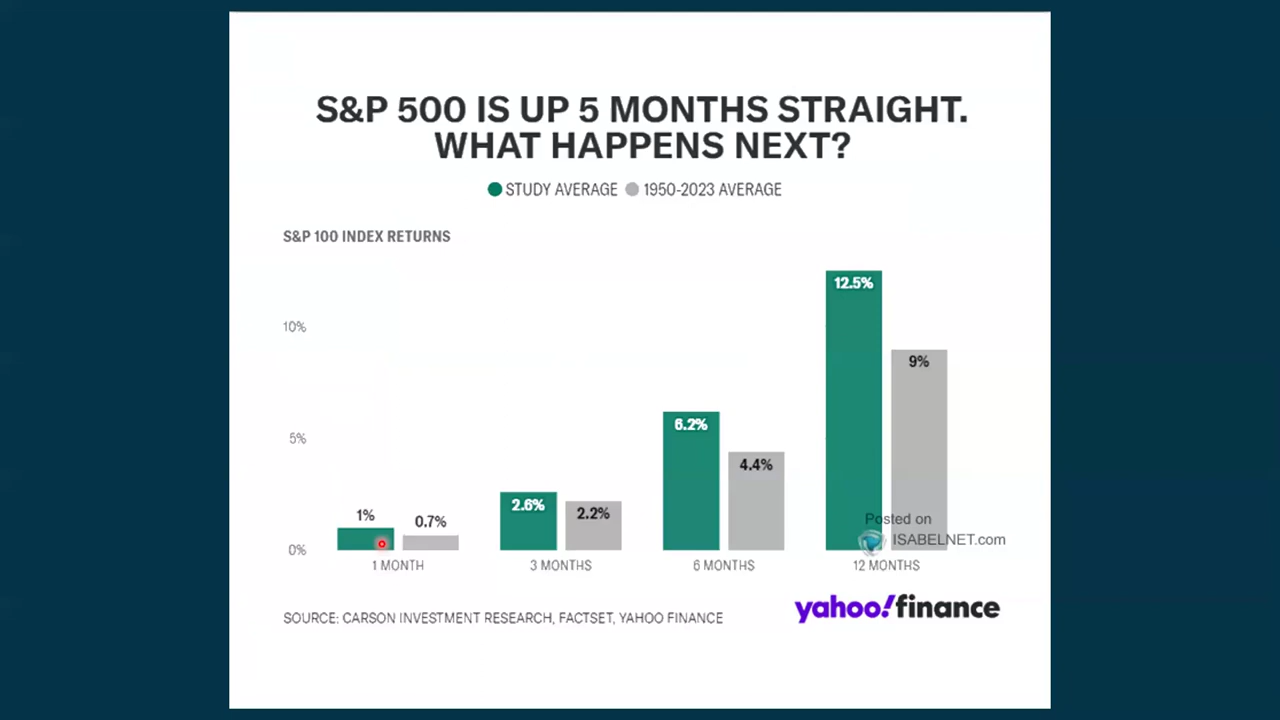 S&P 500 IS UP 5 MONTHS STRAIGHT.
WHAT HAPPENS NEXT?
STUDY AVERAGE 1950-2023 AVERAGE
S&P 100 INDEX RETURNS
10%
5%
0%
1%
0.7%
2.6%
2.2%
6.2%
4.4%
12.5%
9%
1 MONTH
3 MONTHS
6 MONTHS
12 MONTHS
Posted on
ISABELNET.com
SOURCE: CARSON INVESTMENT RESEARCH, FACTSET, YAHOO FINANCE
yahoo!finance